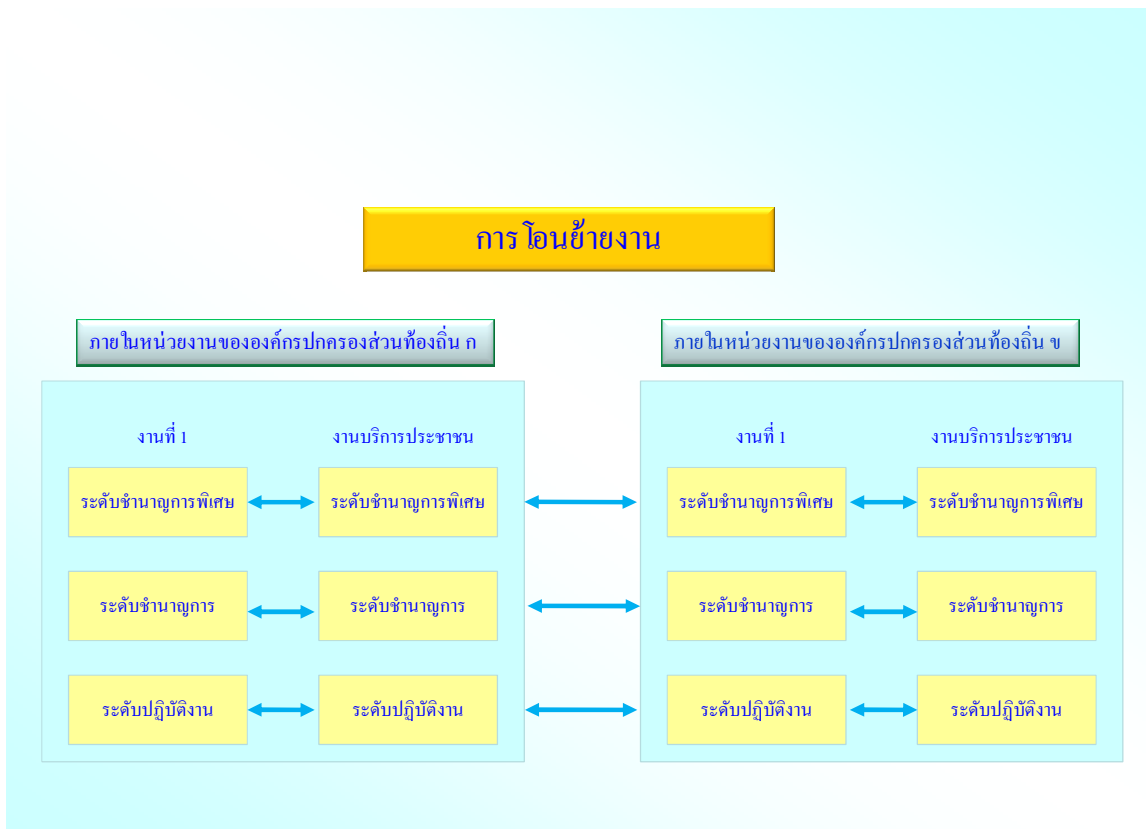 การโอนย้ายงาน
ภายในหน่วยงานขององค์กรปกครองส่วนท้องถิ่น ก
ภายในหน่วยงานขององค์กรปกครองส่วนท้องถิ่น ข
งานที่ 1
งานบริการประชาชน
งานที่ 1
งานบริการประชาชน
ระดับชำนาญการพิเศษ
ระดับชำนาญการพิเศษ
ระดับชำนาญการพิเศษ
ระดับชำนาญการพิเศษ
ระดับชำนาญการ
ระดับชำนาญการ
ระดับชำนาญการ
ระดับชำนาญการ
ระดับปฏิบัติงาน
ระดับปฏิบัติงาน
ระดับปฏิบัติงาน
ระดับปฏิบัติงาน